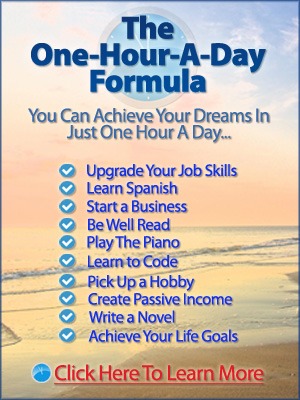 The
One-Hour-A-Day
Formula
You Can Achieve Your Dreams In
Just One Hour A Day...
Upgrade Your Job Skills
Learn Spanish
Start a Business
Be Well Read
Play The Piano
Learn to Code
Pick Up a Hobby
Create Passive Income
Write a Novel
Achieve Your Life Goals
Click Here To Learn More